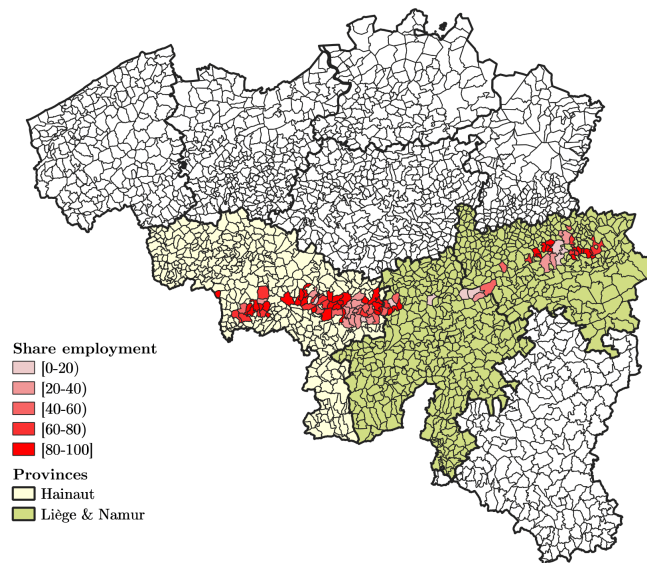 Share employment
[0-20)
[20-40)
[40-60)
[60-80)
[80-100]
Provinces
Hainaut
Liège & Namur